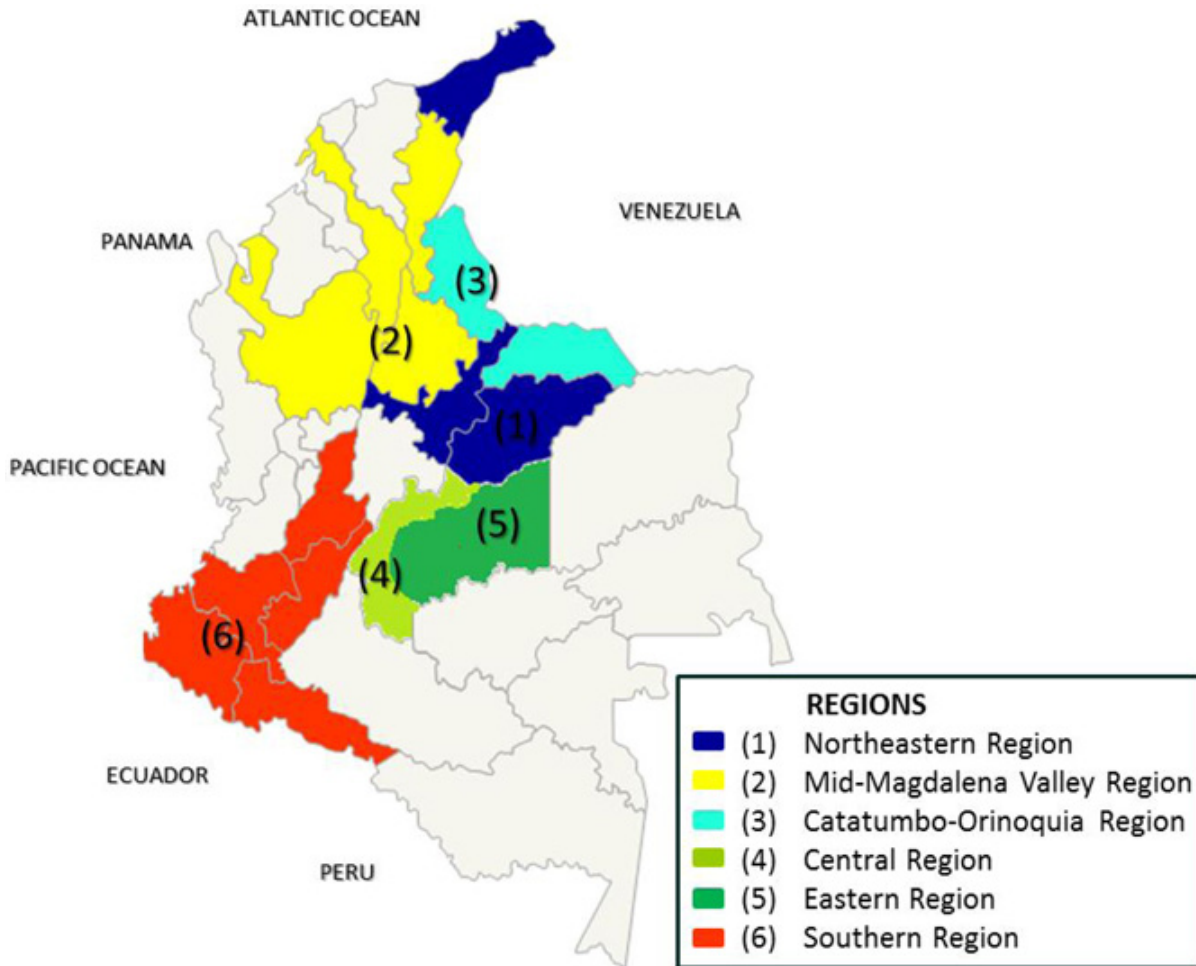 ATLANTIC OCEAN
VENEZUELA
PANAMA
(3)
(2)
(1)
PACIFIC OCEAN
(5)
(4)
(6)
ECUADOR
PERU
REGIONS
(1) Northeastern Region
(2) Mid-Magdalena Valley Region
(3) Catatumbo-Orinoquia Region
(4) Central Region
(5) Eastern Region
(6) Southern Region